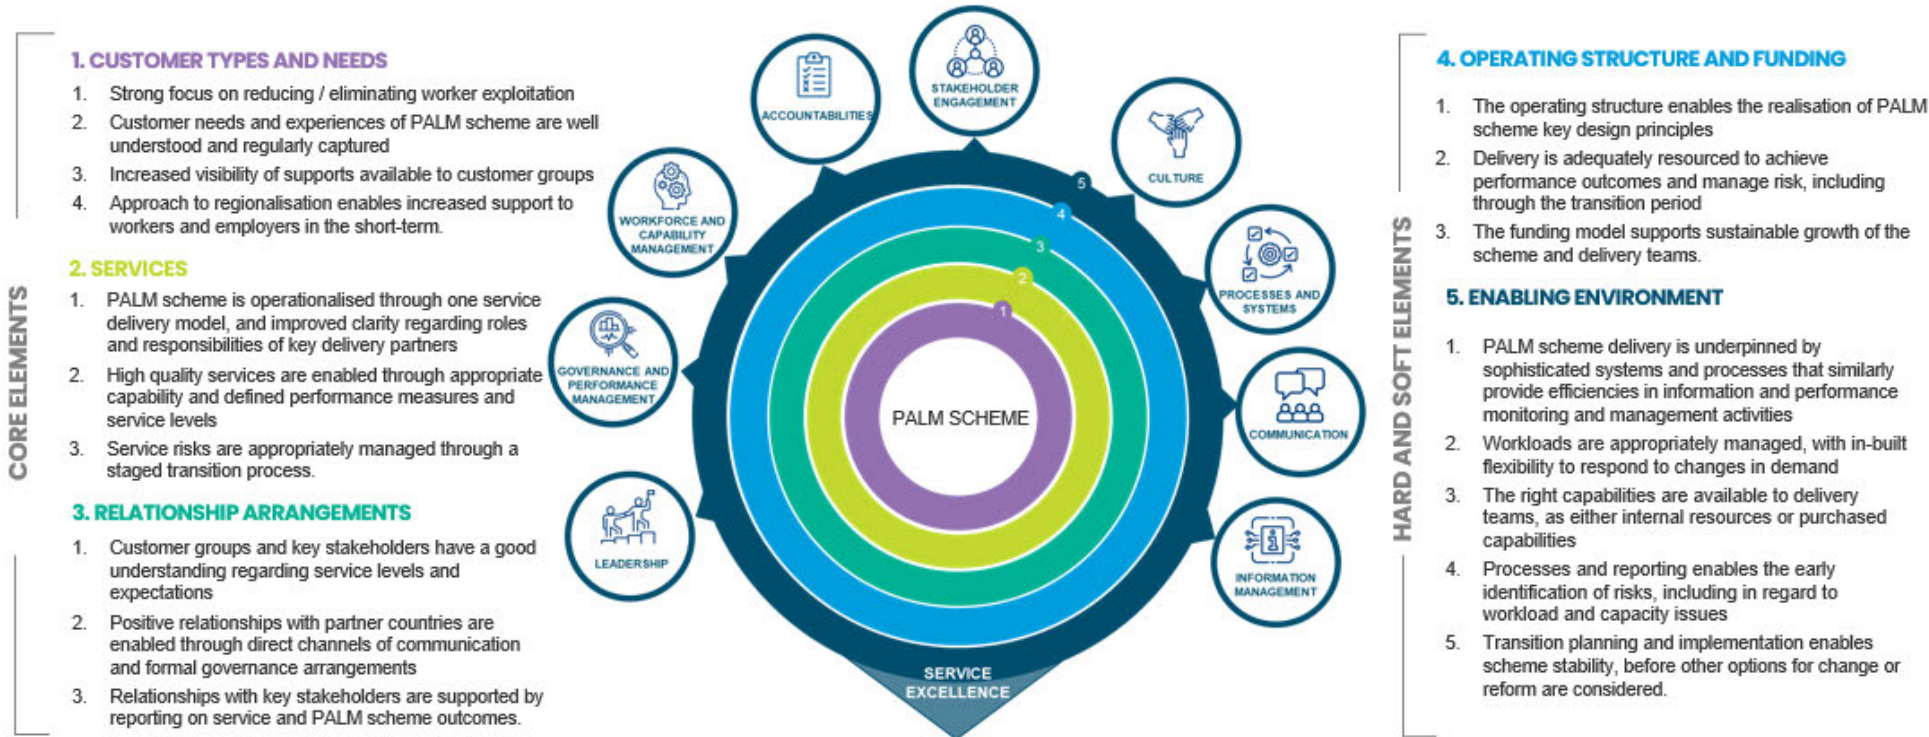 CORE ELEMENTS
1. CUSTOMER TYPES AND NEEDS
1. Strong focus on reducing / eliminating worker exploitation
2. Customer needs and experiences of PALM scheme are well
understood and regularly captured
3. Increased visibility of supports available to customer groups
4. Approach to regionalisation enables increased support to
workers and employers in the short-term.
2. SERVICES
1. PALM scheme is operationalised through one service
delivery model, and improved clarity regarding roles
and responsibilities of key delivery partners
2. High quality services are enabled through appropriate
capability and defined performance measures and
service levels
3. Service risks are appropriately managed through a
staged transition process.
3. RELATIONSHIP ARRANGEMENTS
1. Customer groups and key stakeholders have a good
understanding regarding service levels and
expectations
2. Positive relationships with partner countries are
enabled through direct channels of communication
and formal governance arrangements
3. Relationships with key stakeholders are supported by
reporting on service and PALM scheme outcomes.
LEADERSHIP
GOVERNANCE AND
PERFORMANCE
MANAGEMENT
WORKFORCE AND
CAPABILITY
MANAGEMENT
ACCOUNTABILITIES
STAKEHOLDER
ENGAGEMENT
CULTURE
PROCESSES AND
SYSTEMS
COMMUNICATION
INFORMATION
MANAGEMENT
5
4
3
2
1
PALM SCHEME
SERVICE
EXCELLENCE
HARD AND SOFT ELEMENTS
4. OPERATING STRUCTURE AND FUNDING
1. The operating structure enables the realisation of PALM
scheme key design principles
2. Delivery is adequately resourced to achieve
performance outcomes and manage risk, including
through the transition period
3. The funding model supports sustainable growth of the
scheme and delivery teams.
5. ENABLING ENVIRONMENT
1. PALM scheme delivery is underpinned by
sophisticated systems and processes that similarly
provide efficiencies in information and performance
monitoring and management activities
2. Workloads are appropriately managed, with in-built
flexibility to respond to changes in demand
3. The right capabilities are available to delivery
teams, as either internal resources or purchased
capabilities
4. Processes and reporting enables the early
identification of risks, including in regard to
workload and capacity issues
5. Transition planning and implementation enables
scheme stability, before other options for change or
reform are considered.